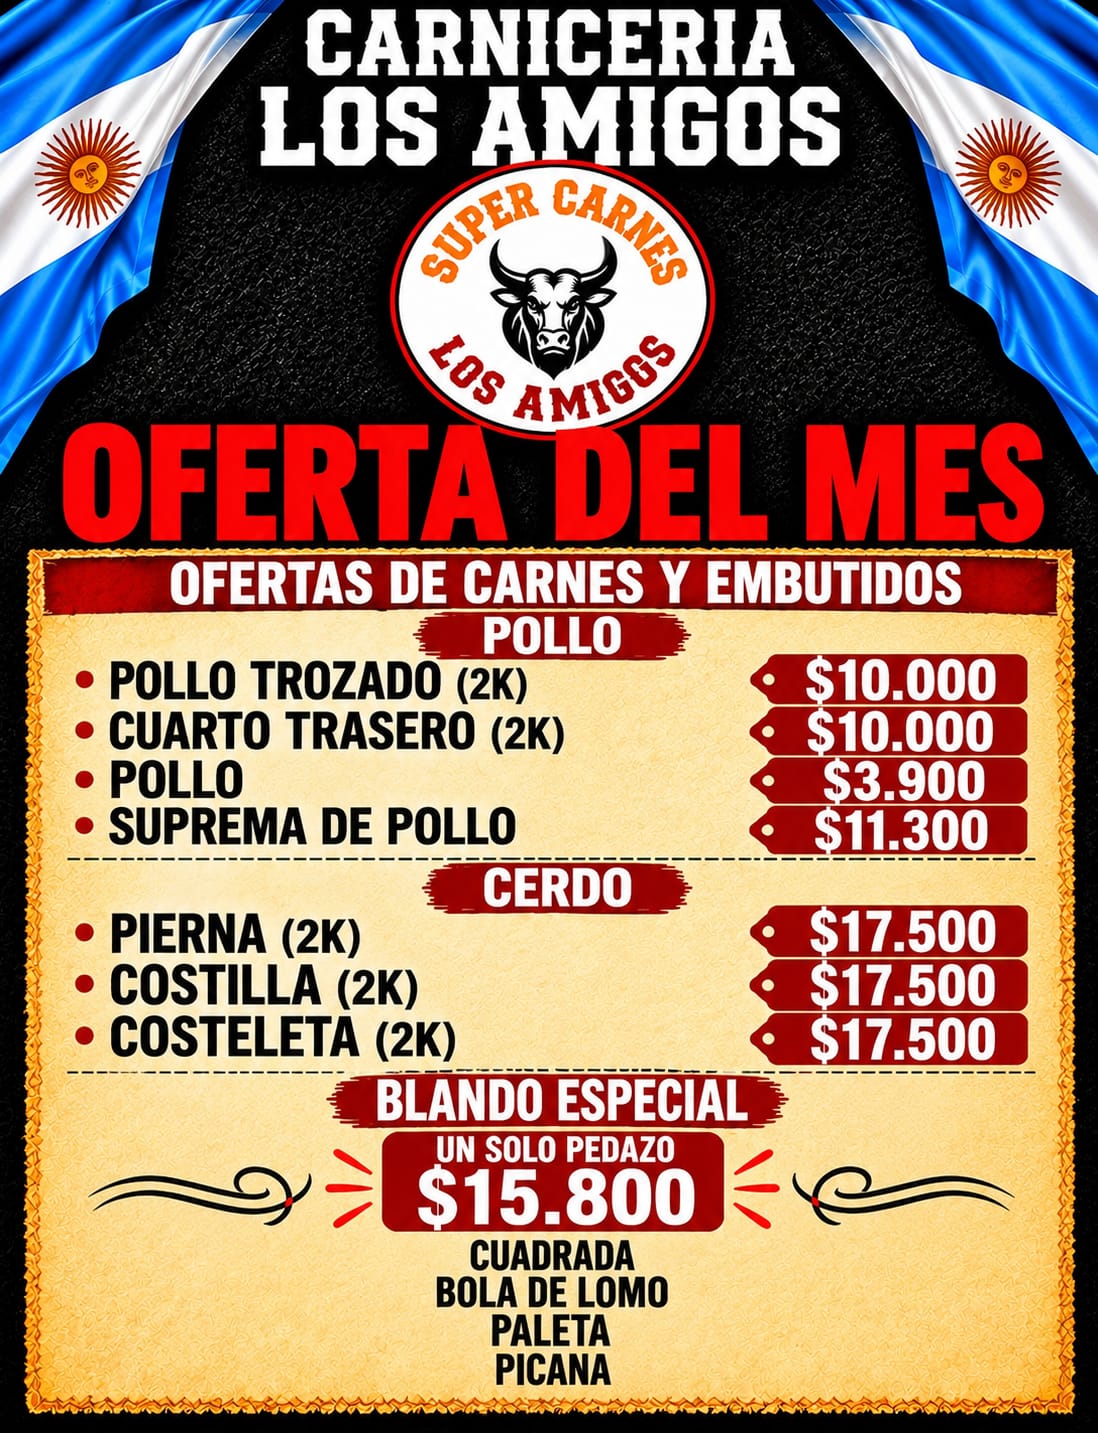 CARNICERIA
LOS AMIGOS
SUPER CARNES
LOS AMIGOS
OFERTA DEL MES
OFERTAS DE CARNES Y EMBUTIDOS
POLLO
• POLLO TROZADO (2K) $10.000
• CUARTO TRASERO (2K) $10.000
• POLLO $3.900
• SUPREMA DE POLLO $11.300
CERDO
• PIERNA (2K) $17.500
• COSTILLA (2K) $17.500
• COSTELETA (2K) $17.500
BLANDO ESPECIAL
UN SOLO PEDAZO
$15.800
CUADRADA
BOLA DE LOMO
PALETA
PICANA